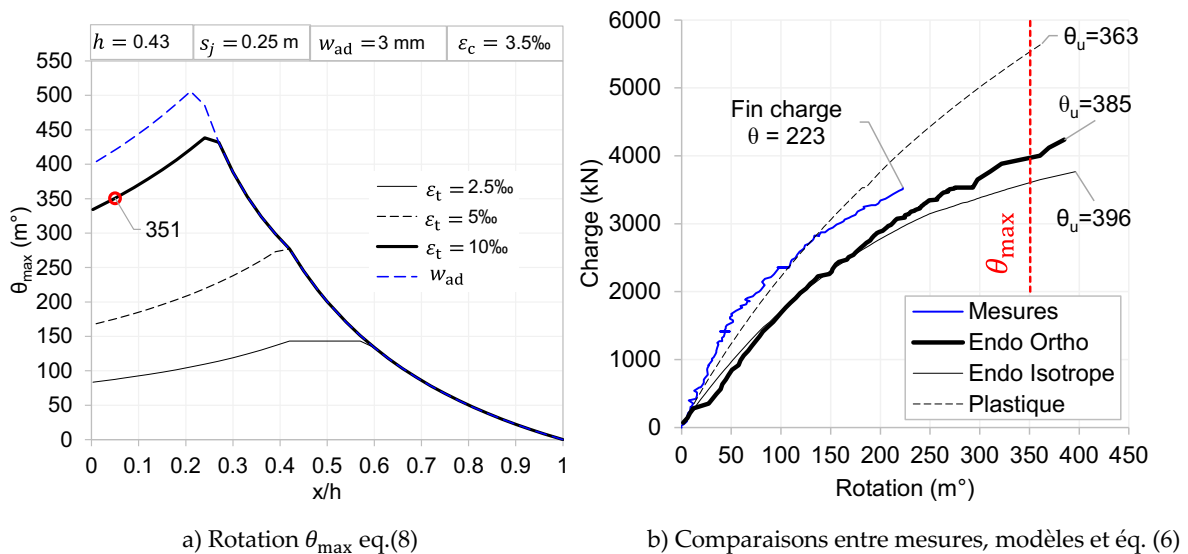 h = 0.43
s_j = 0.25 m
w_ad = 3 mm
ε_c = 3.5‰
550
500
450
400
350
300
250
200
150
100
50
0
θ_max (m°)
351
ε_t = 2.5‰
ε_t = 5‰
ε_t = 10‰
w_ad
0 0.1 0.2 0.3 0.4 0.5 0.6 0.7 0.8 0.9 1
x/h
a) Rotation θ_max eq.(8)
6000
5000
4000
3000
2000
1000
0
Charge (kN)
θ_u=363
Fin charge
θ = 223
θ_u=385
θ_u=396
θ_max
Mesures
Endo Ortho
Endo Isotrope
Plastique
0 50 100 150 200 250 300 350 400 450
Rotation (m°)
b) Comparaisons entre mesures, modèles et éq. (6)